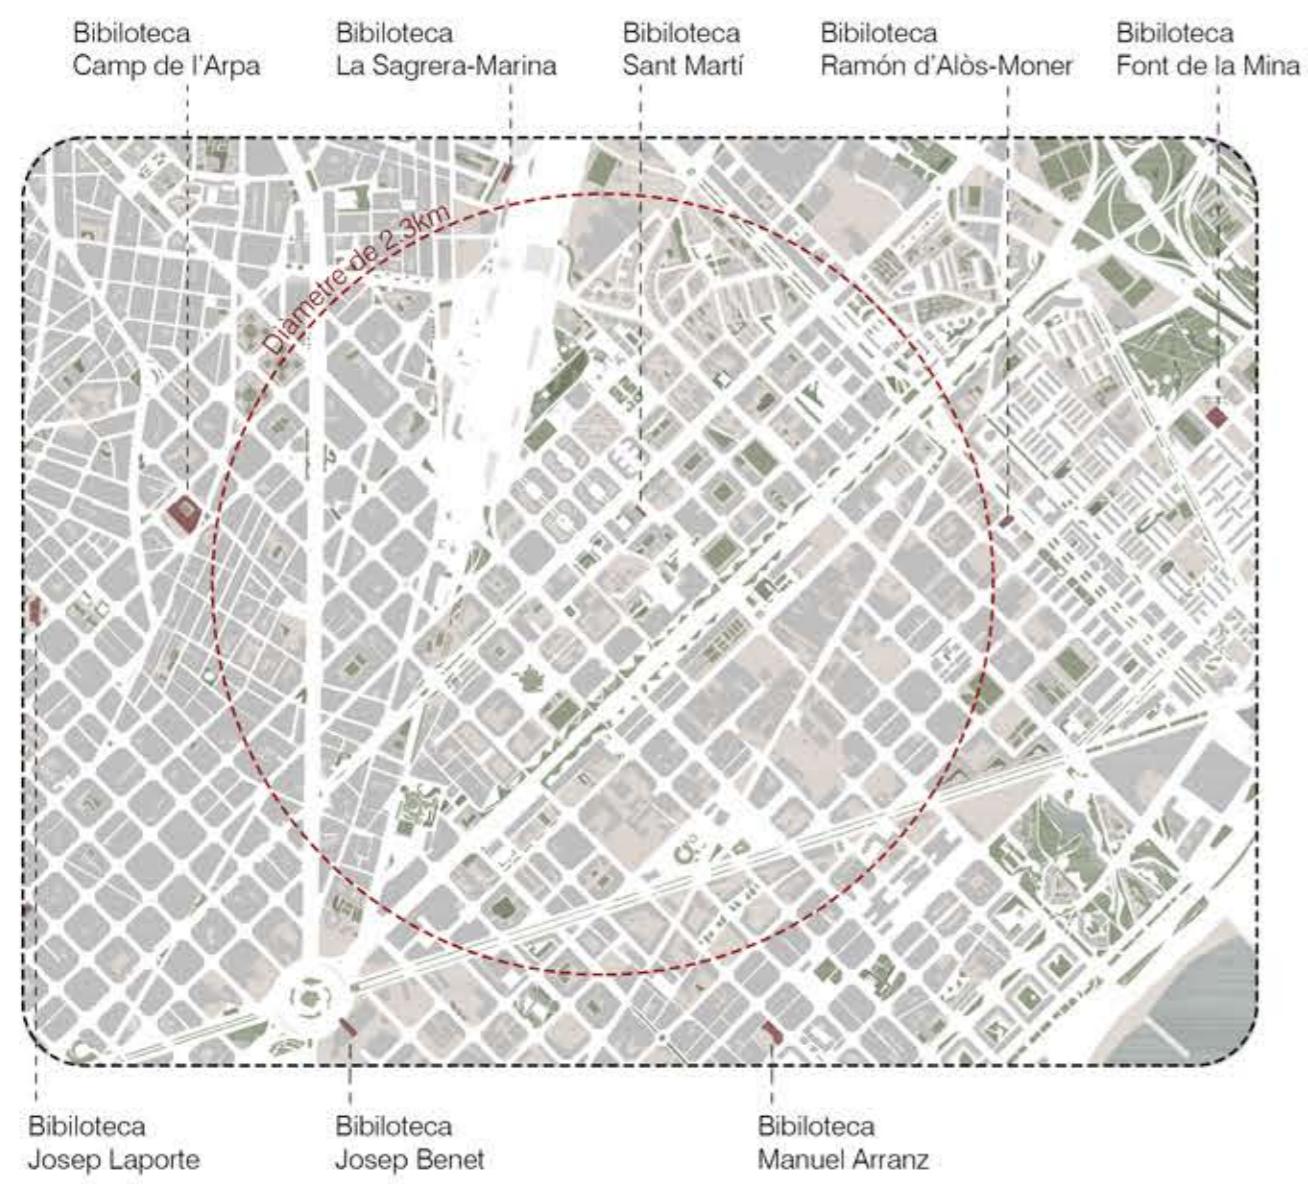 Bibiloteca
Camp de l'Arpa
Bibiloteca
La Sagrera-Marina
Bibiloteca
Sant Martí
Bibiloteca
Ramón d'Alòs-Moner
Bibiloteca
Font de la Mina
Diametre de 2.3km
Bibiloteca
Josep Laporte
Bibiloteca
Josep Benet
Bibiloteca
Manuel Arranz